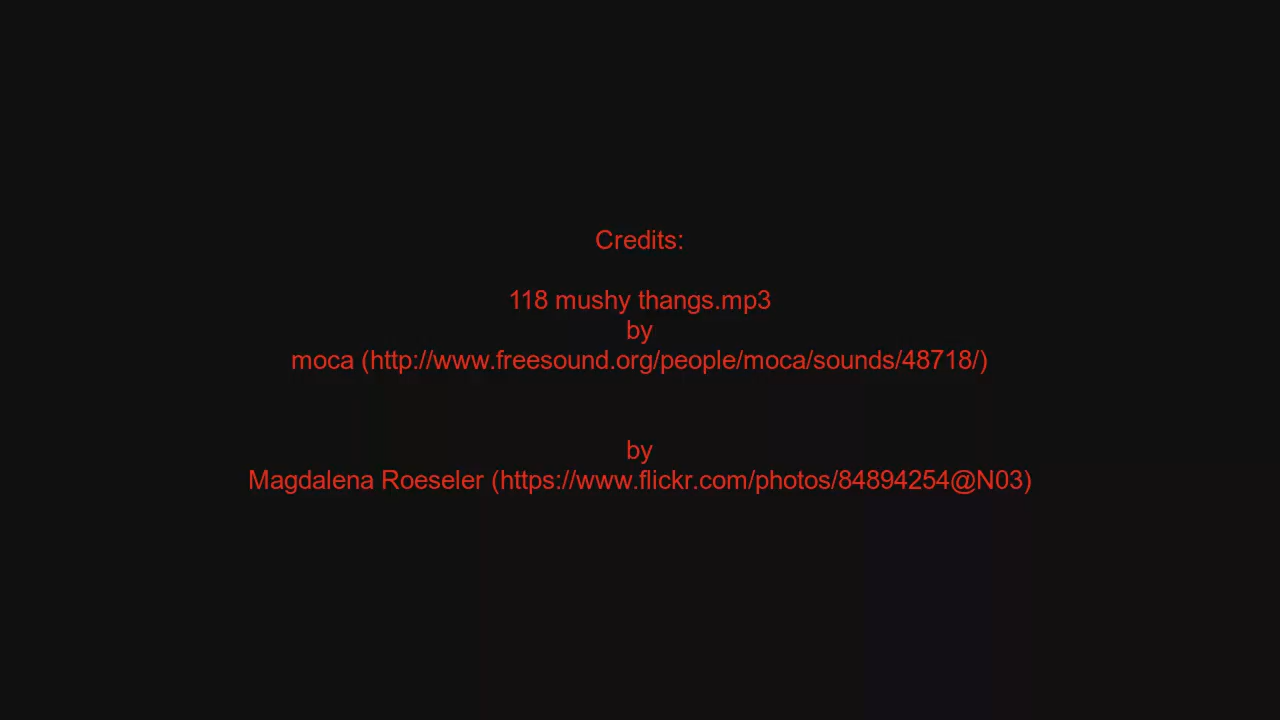 Credits:
118 mushy thangs.mp3
by
moca (http://www.freesound.org/people/moca/sounds/48718/)
by
Magdalena Roeseler (https://www.flickr.com/photos/84894254@N03)